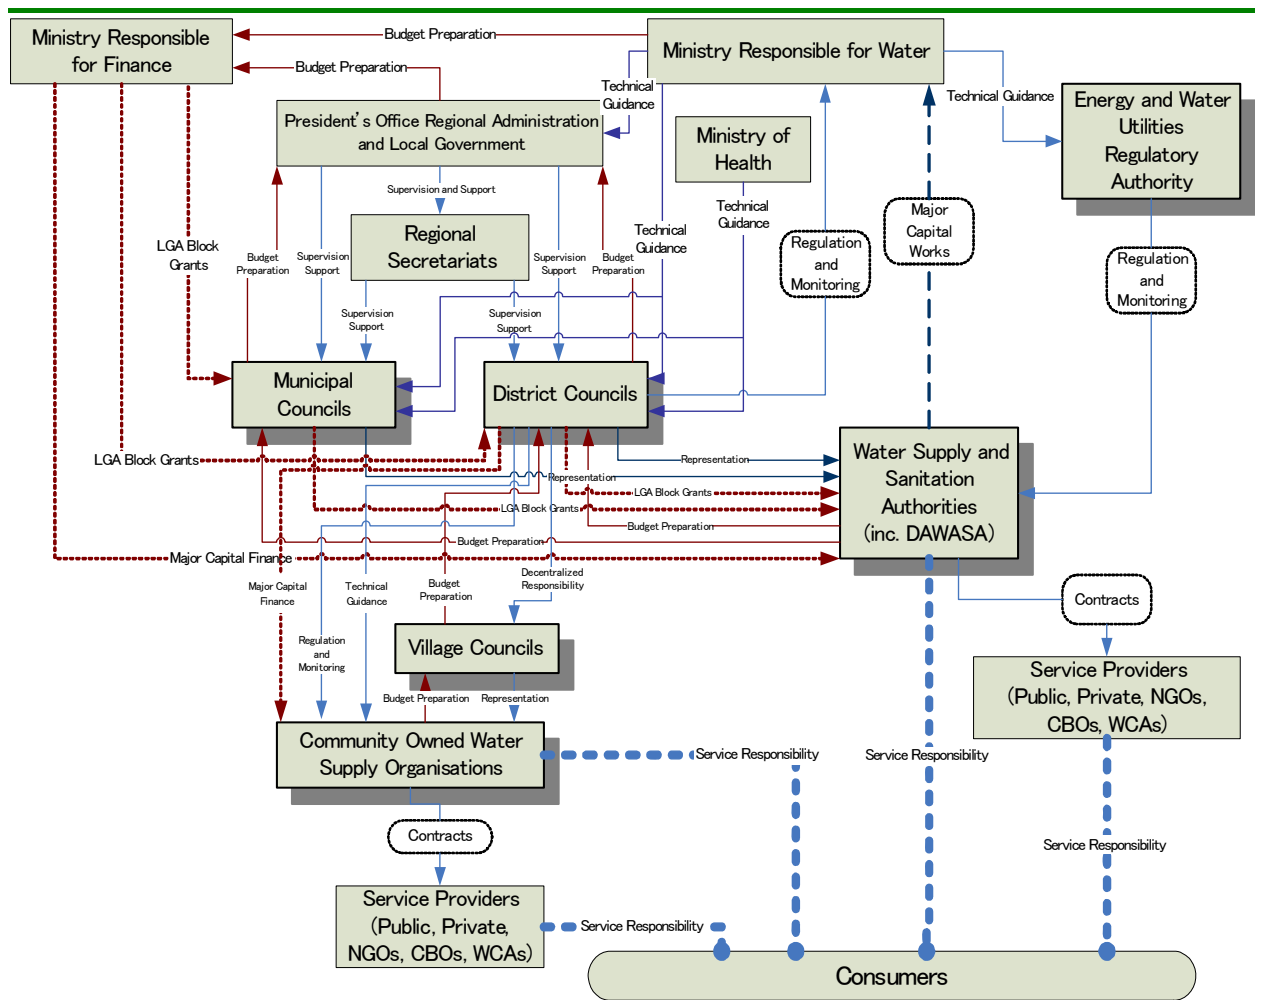 Ministry Responsible
for Finance
Budget Preparation
Ministry Responsible for Water
Budget Preparation
Technical
Guidance
Technical Guidance
Energy and Water
Utilities
Regulatory
Authority
President's Office Regional Administration
and Local Government
Ministry of
Health
Supervision and Support
Technical
Guidance
Major
Capital
Works
Regional
Secretariats
LGA Block
Grants
Budget
Preparation
Supervision
Support
Supervision
Support
Budget
Preparation
Technical
Guidance
Regulation
and
Monitoring
Regulation
and
Monitoring
Supervision
Support
Supervision
Support
Municipal
Councils
District Councils
LGA Block Grants
Representation
Representation
LGA Block Grants
LGA Block Grants
Budget Preparation
Budget Preparation
Water Supply and
Sanitation
Authorities
(inc. DAWASA)
Major Capital Finance
Major Capital
Finance
Technical
Guidance
Budget
Preparation
Decentralized
Responsibility
Contracts
Regulation
and
Monitoring
Village Councils
Service Providers
(Public, Private, NGOs,
CBOs, WCAs)
Budget Preparation
Representation
Community Owned Water
Supply Organisations
Service Responsibility
Service Responsibility
Contracts
Service Responsibility
Service Providers
(Public, Private,
NGOs, CBOs, WCAs)
Service Responsibility
Consumers